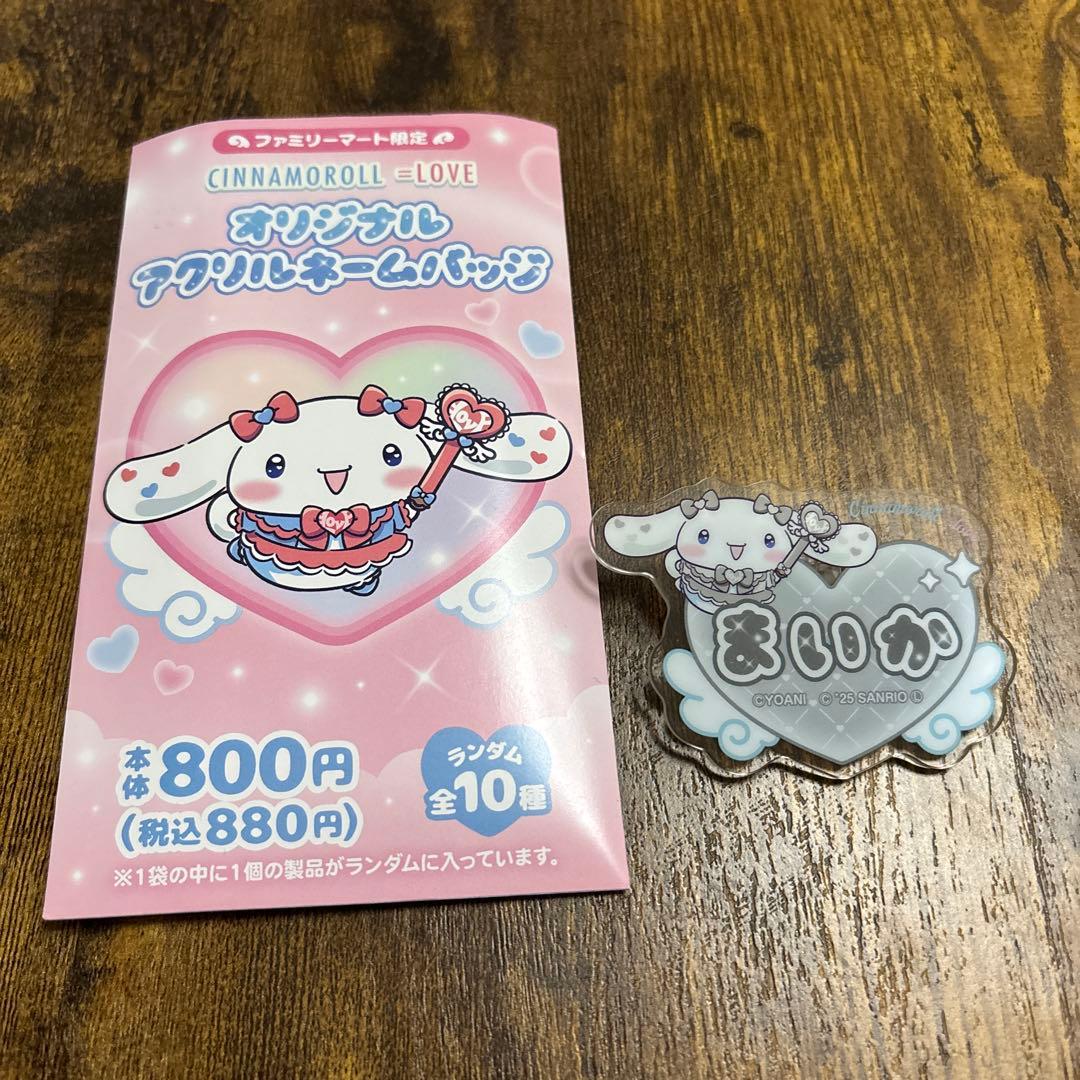 ファミリーマート限定
CINNAMOROLL =LOVE
オリジナル
アクリルネームバッジ
LOVE
LOVE
本体800円
(税込880円)
ランダム
全10種
※1袋の中に1個の製品がランダムに入っています。
Cinnamoroll
まいか
©YOANI © '25 SANRIO Ⓛ